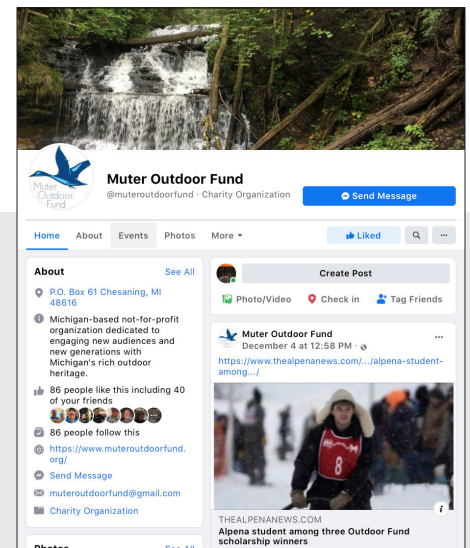 Muter
Outdoor
Fund
Muter Outdoor Fund
@muteroutdoorfund · Charity Organization
Send Message
Home
About
Events
Photos
More
Liked
About
See All
P.O. Box 61 Chesaning, MI
48616
Michigan-based not-for-profit
organization dedicated to
engaging new audiences and
new generations with
Michigan's rich outdoor
heritage.
86 people like this including 40
of your friends
86 people follow this
https://www.muteroutdoorfund.
org/
Send Message
muteroutdoorfund@gmail.com
Charity Organization
Photos
See All
Create Post
Photo/Video
Check in
Tag Friends
Muter Outdoor Fund
December 4 at 12:58 PM ·
https://www.thealpenanews.com/.../alpena-student-
among.../
8
THEALPENANEWS.COM
Alpena student among three Outdoor Fund
scholarship winners